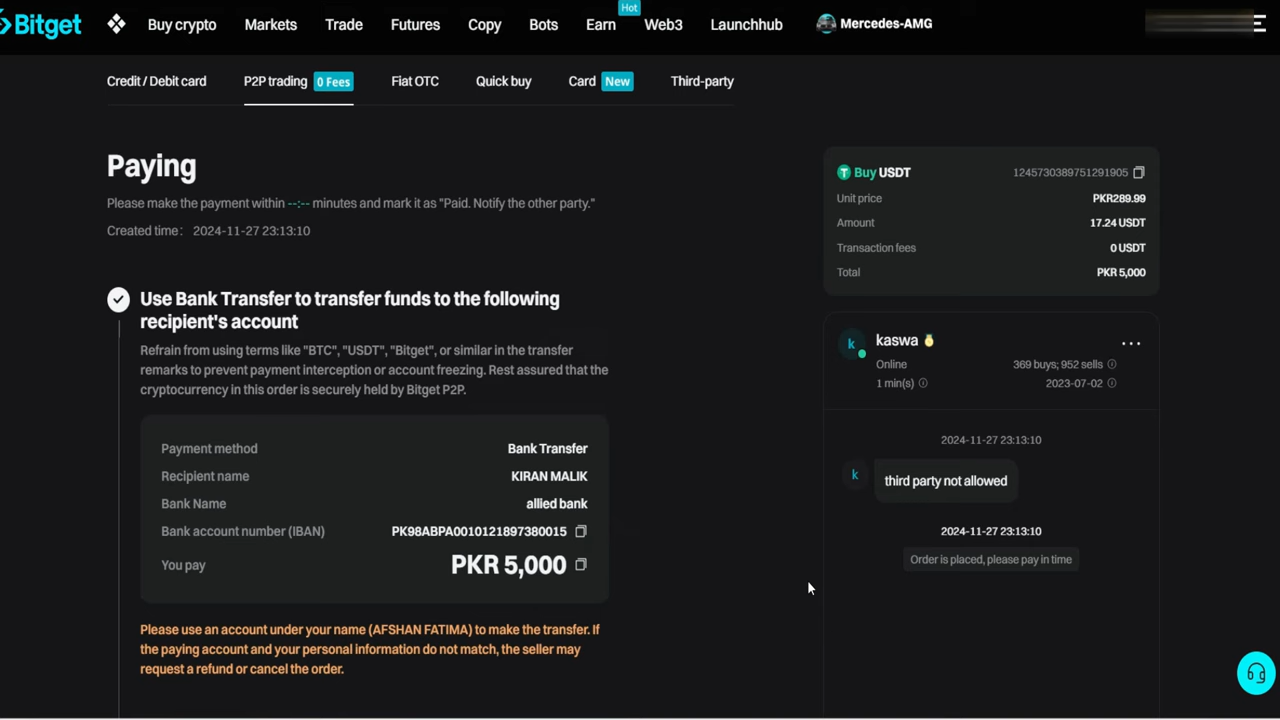 Bitget
Buy crypto
Markets
Trade
Futures
Copy
Bots
Earn
Hot
Web3
Launchhub
Mercedes-AMG
Credit / Debit card
P2P trading
0 Fees
Fiat OTC
Quick buy
Card
New
Third-party
Paying
Please make the payment within --:-- minutes and mark it as "Paid. Notify the other party."
Created time: 2024-11-27 23:13:10
Use Bank Transfer to transfer funds to the following
recipient's account
Refrain from using terms like "BTC", "USDT", "Bitget", or similar in the transfer
remarks to prevent payment interception or account freezing. Rest assured that the
cryptocurrency in this order is securely held by Bitget P2P.
Payment method Bank Transfer
Recipient name KIRAN MALIK
Bank Name allied bank
Bank account number (IBAN) PK98ABPA0010121897380015
You pay PKR 5,000
Please use an account under your name (AFSHAN FATIMA) to make the transfer. If
the paying account and your personal information do not match, the seller may
request a refund or cancel the order.
T Buy USDT 1245730389751291905
Unit price PKR289.99
Amount 17.24 USDT
Transaction fees 0 USDT
Total PKR 5,000
k kaswa
Online 369 buys; 952 sells
1 min(s) 2023-07-02
2024-11-27 23:13:10
k third party not allowed
2024-11-27 23:13:10
Order is placed, please pay in time